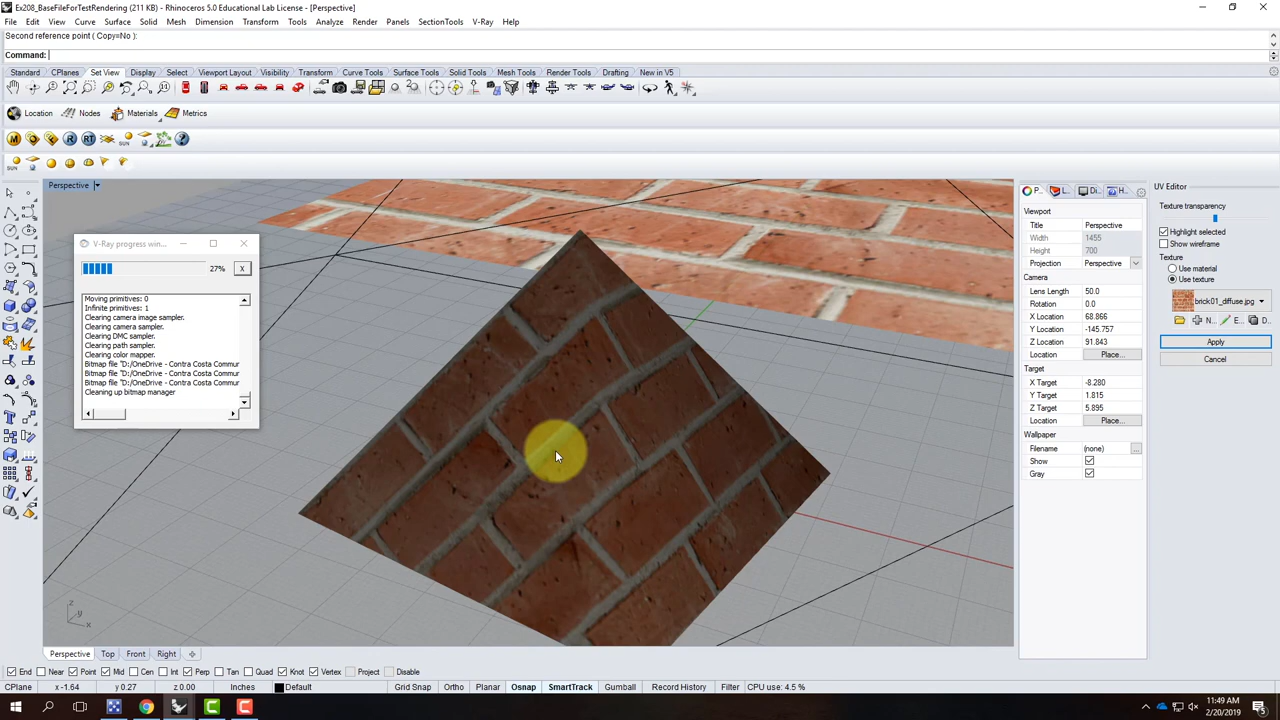 Ex208_BaseFileForTestRendering (211 KB) - Rhinoceros 5.0 Educational Lab License - [Perspective]
File Edit View Curve Surface Solid Mesh Dimension Transform Tools Analyze Render Panels SectionTools V-Ray Help
Second reference point ( Copy=No ):
Command:
Standard CPlanes Set View Display Select Viewport Layout Visibility Transform Curve Tools Surface Tools Solid Tools Mesh Tools Render Tools Drafting New in V5
Location Nodes Materials Metrics
M R RT SUN
SUN
Perspective
V-Ray progress win...
27% X
Moving primitives: 0
Infinite primitives: 1
Clearing camera image sampler.
Clearing camera sampler.
Clearing DMC sampler.
Clearing path sampler.
Clearing color mapper.
Bitmap file "D:/OneDrive - Contra Costa Commur
Bitmap file "D:/OneDrive - Contra Costa Commur
Bitmap file "D:/OneDrive - Contra Costa Commur
Cleaning up bitmap manager
z
y
x
P... L... Di... H...
Viewport
Title Perspective
Width 1455
Height 700
Projection Perspective
Camera
Lens Length 50.0
Rotation 0.0
X Location 68.866
Y Location -145.757
Z Location 91.843
Location Place...
Target
X Target -8.280
Y Target 1.815
Z Target 5.895
Location Place...
Wallpaper
Filename (none) ...
Show
Gray
UV Editor
Texture transparency
Highlight selected
Show wireframe
Texture
Use material
Use texture
brick01_diffuse.jpg
N... E... D...
Apply
Cancel
Perspective Top Front Right
End Near Point Mid Cen Int Perp Tan Quad Knot Vertex Project Disable
CPlane x -1.64 y 0.27 z 0.00 Inches Default Grid Snap Ortho Planar Osnap SmartTrack Gumball Record History Filter CPU use: 4.5 %
11:49 AM
2/20/2019